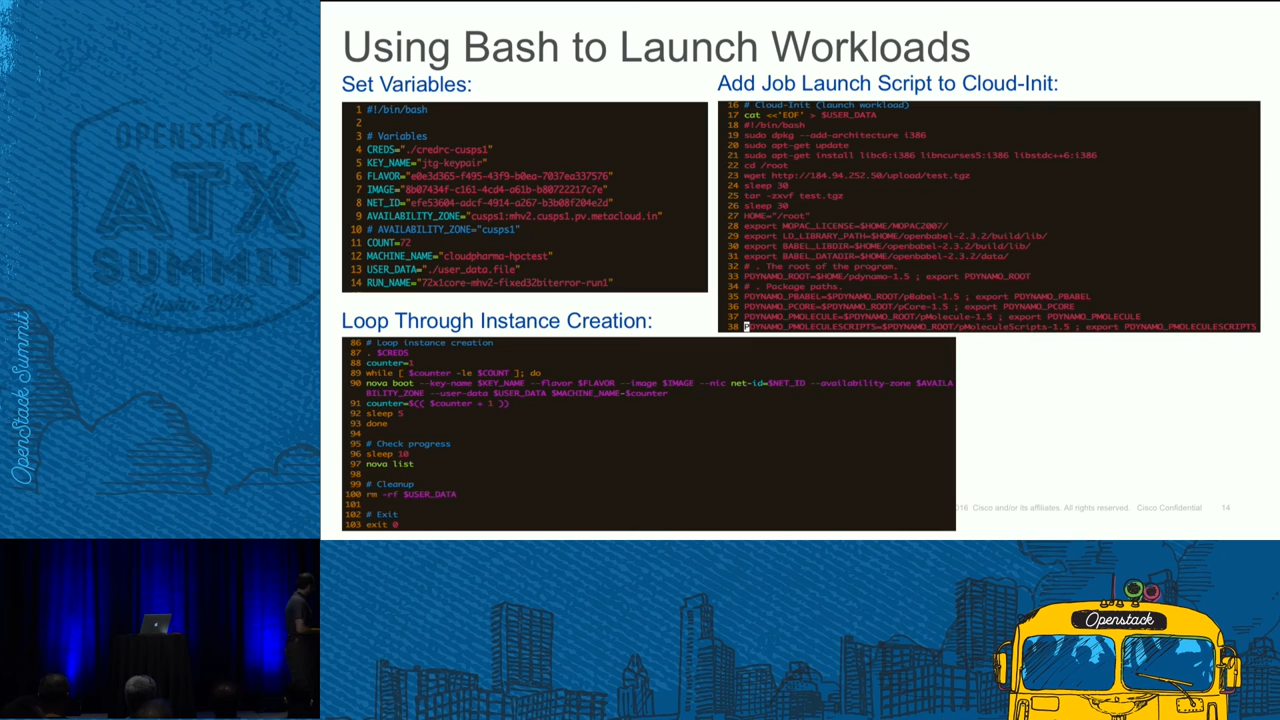 Using Bash to Launch Workloads
Set Variables:
1 #!/bin/bash
2
3 # Variables
4 CREDS="./credrc-cusps1"
5 KEY_NAME="jtg-keypair"
6 FLAVOR="e0e3d365-f495-43f9-b0ea-7037ea337576"
7 IMAGE="8b07434f-c161-4cd4-a61b-b80722217c7e"
8 NET_ID="efe53604-adcf-4914-a267-b3b08f204e2d"
9 AVAILABILITY_ZONE="cusps1:mhv2.cusps1.pv.metacloud.in"
10 # AVAILABILITY_ZONE="cusps1"
11 COUNT=72
12 MACHINE_NAME="cloudpharma-hpctest"
13 USER_DATA="./user_data.file"
14 RUN_NAME="72x1core-mhv2-fixed32biterror-run1"
Add Job Launch Script to Cloud-Init:
16 # Cloud-Init (launch workload)
17 cat <<'EOF' > $USER_DATA
18 #!/bin/bash
19 sudo dpkg --add-architecture i386
20 sudo apt-get update
21 sudo apt-get install libc6:i386 libncurses5:i386 libstdc++6:i386
22 cd /root
23 wget http://184.94.252.50/upload/test.tgz
24 sleep 30
25 tar -zxvf test.tgz
26 sleep 30
27 HOME="/root"
28 export MOPAC_LICENSE=$HOME/MOPAC2007/
29 export LD_LIBRARY_PATH=$HOME/openbabel-2.3.2/build/lib/
30 export BABEL_LIBDIR=$HOME/openbabel-2.3.2/build/lib/
31 export BABEL_DATADIR=$HOME/openbabel-2.3.2/data/
32 # . The root of the program.
33 PDYNAMO_ROOT=$HOME/pdynamo-1.5 ; export PDYNAMO_ROOT
34 # . Package paths.
35 PDYNAMO_PBABEL=$PDYNAMO_ROOT/pBabel-1.5 ; export PDYNAMO_PBABEL
36 PDYNAMO_PCORE=$PDYNAMO_ROOT/pCore-1.5 ; export PDYNAMO_PCORE
37 PDYNAMO_PMOLECULE=$PDYNAMO_ROOT/pMolecule-1.5 ; export PDYNAMO_PMOLECULE
38 PDYNAMO_PMOLECULESCRIPTS=$PDYNAMO_ROOT/pMoleculeScripts-1.5 ; export PDYNAMO_PMOLECULESCRIPTS
Loop Through Instance Creation:
86 # Loop instance creation
87 . $CREDS
88 counter=1
89 while [ $counter -le $COUNT ]; do
90 nova boot --key-name $KEY_NAME --flavor $FLAVOR --image $IMAGE --nic net-id=$NET_ID --availability-zone $AVAILA
BILITY_ZONE --user-data $USER_DATA $MACHINE_NAME-$counter
91 counter=$(( $counter + 1 ))
92 sleep 5
93 done
94
95 # Check progress
96 sleep 10
97 nova list
98
99 # Cleanup
100 rm -rf $USER_DATA
101
102 # Exit
103 exit 0
016 Cisco and/or its affiliates. All rights reserved. Cisco Confidential 14
OpenStack Summit
Openstack